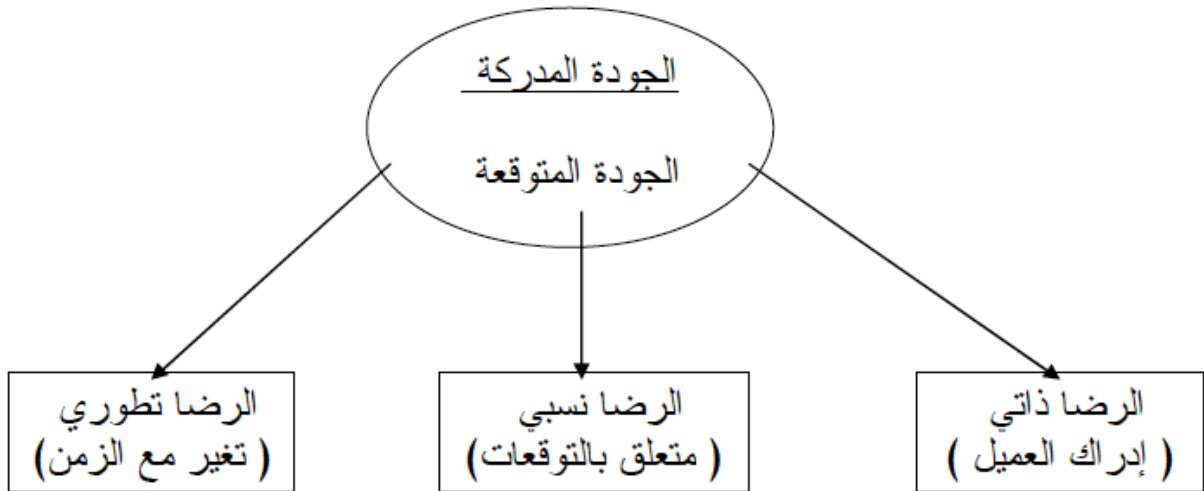 الجودة المدركة
الجودة المتوقعة
الرضا ذاتي
( إدراك العميل )
الرضا نسبي
( متعلق بالتوقعات)
الرضا تطوري
( تغير مع الزمن)